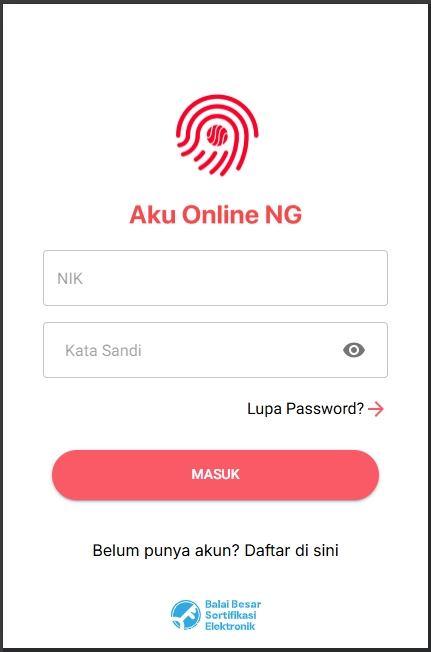 Aku Online NG
NIK
Kata Sandi
Lupa Password?
MASUK
Belum punya akun? Daftar di sini
Balai Besar
Sertifikasi
Elektronik